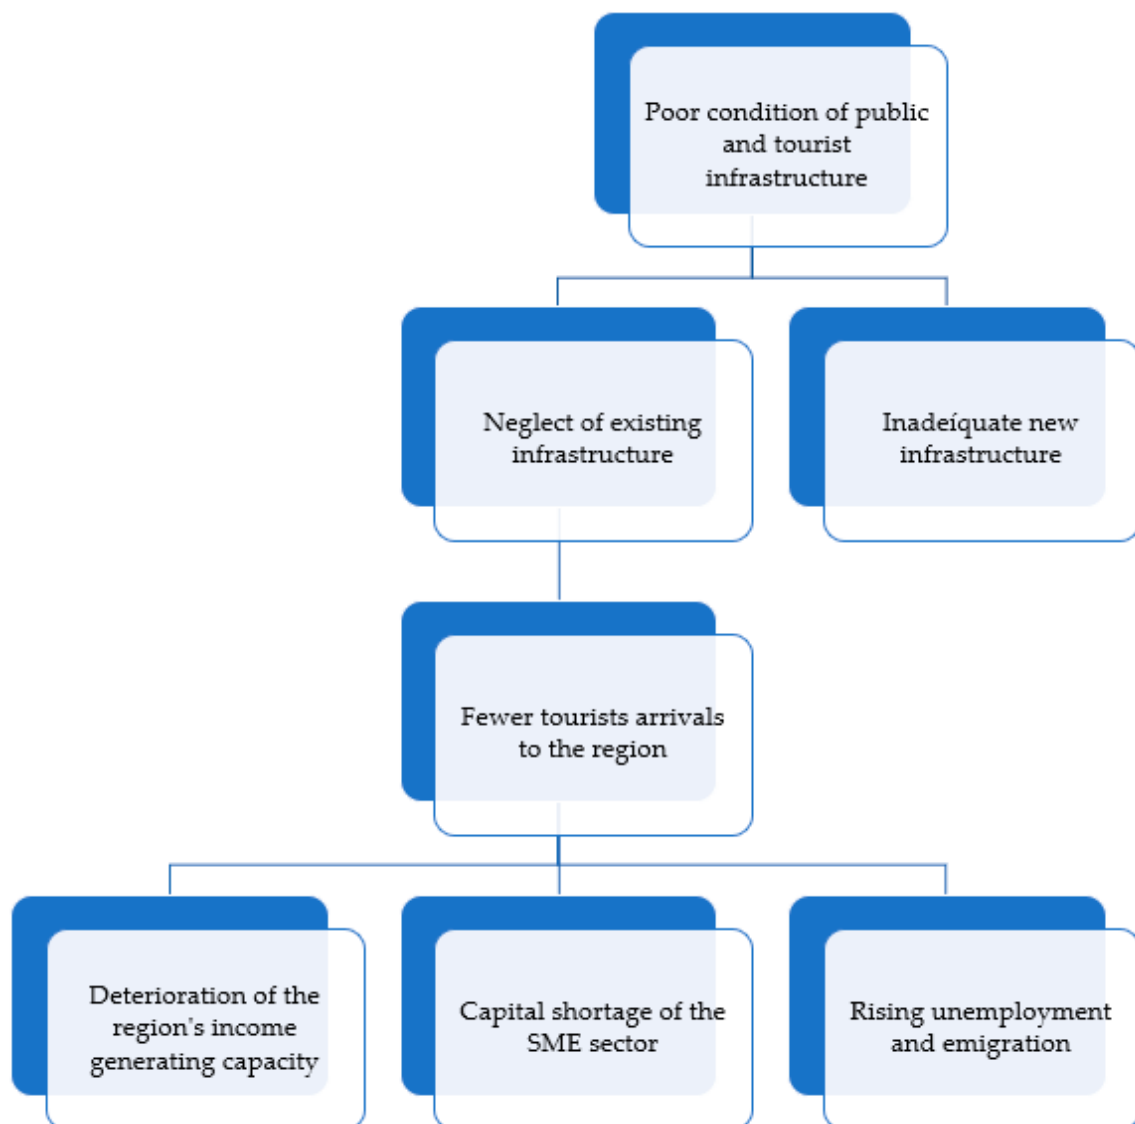 Poor condition of public
and tourist
infrastructure
Neglect of existing
infrastructure
Inadeíquate new
infrastructure
Fewer tourists arrivals
to the region
Deterioration of the
region's income
generating capacity
Capital shortage of the
SME sector
Rising unemployment
and emigration